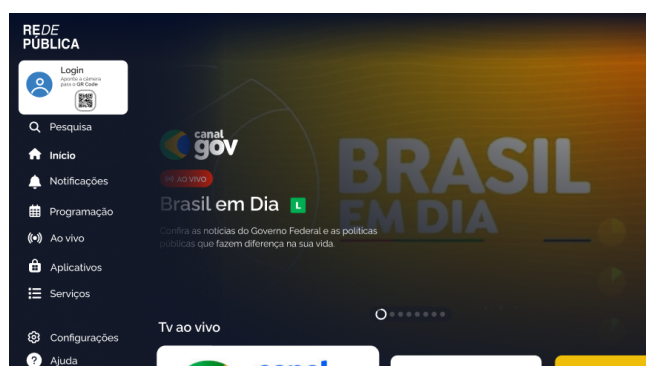 REDE
PÚBLICA
Login
Aponte a câmera
para o QR Code
Pesquisa
Início
Notificações
Programação
Ao vivo
Aplicativos
Serviços
Configurações
Ajuda
canal
gov
AO VIVO
Brasil em Dia L
Confira as notícias do Governo Federal e as políticas
públicas que fazem diferença na sua vida.
BRASIL
EM DIA
Tv ao vivo
canal